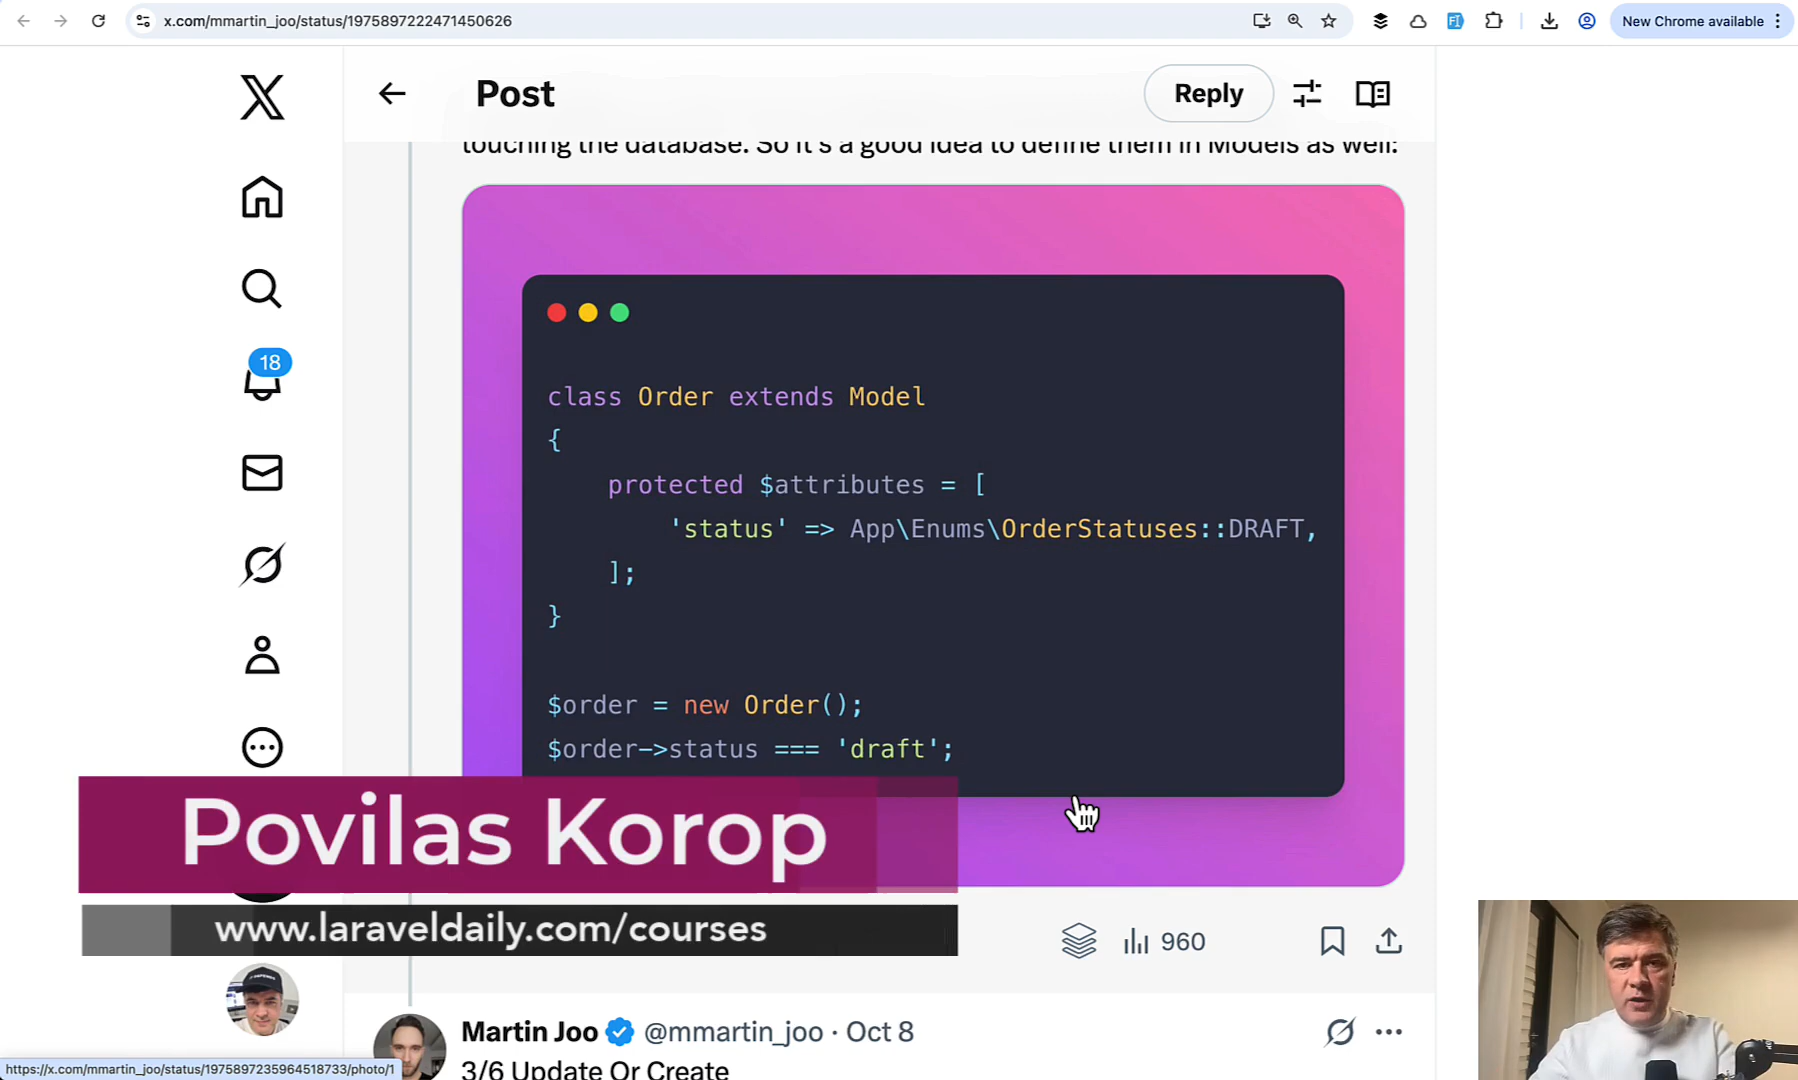 x.com/mmartin_joo/status/1975897222471450626
New Chrome available
Post
Reply
touching the database. So it's a good idea to define them in Models as well:
18
class Order extends Model
{
protected $attributes = [
'status' => App\Enums\OrderStatuses::DRAFT,
];
}
$order = new Order();
$order->status === 'draft';
Povilas Korop
www.laraveldaily.com/courses
960
Martin Joo @mmartin_joo · Oct 8
3/6 Update Or Create
https://x.com/mmartin_joo/status/1975897235964518733/photo/1